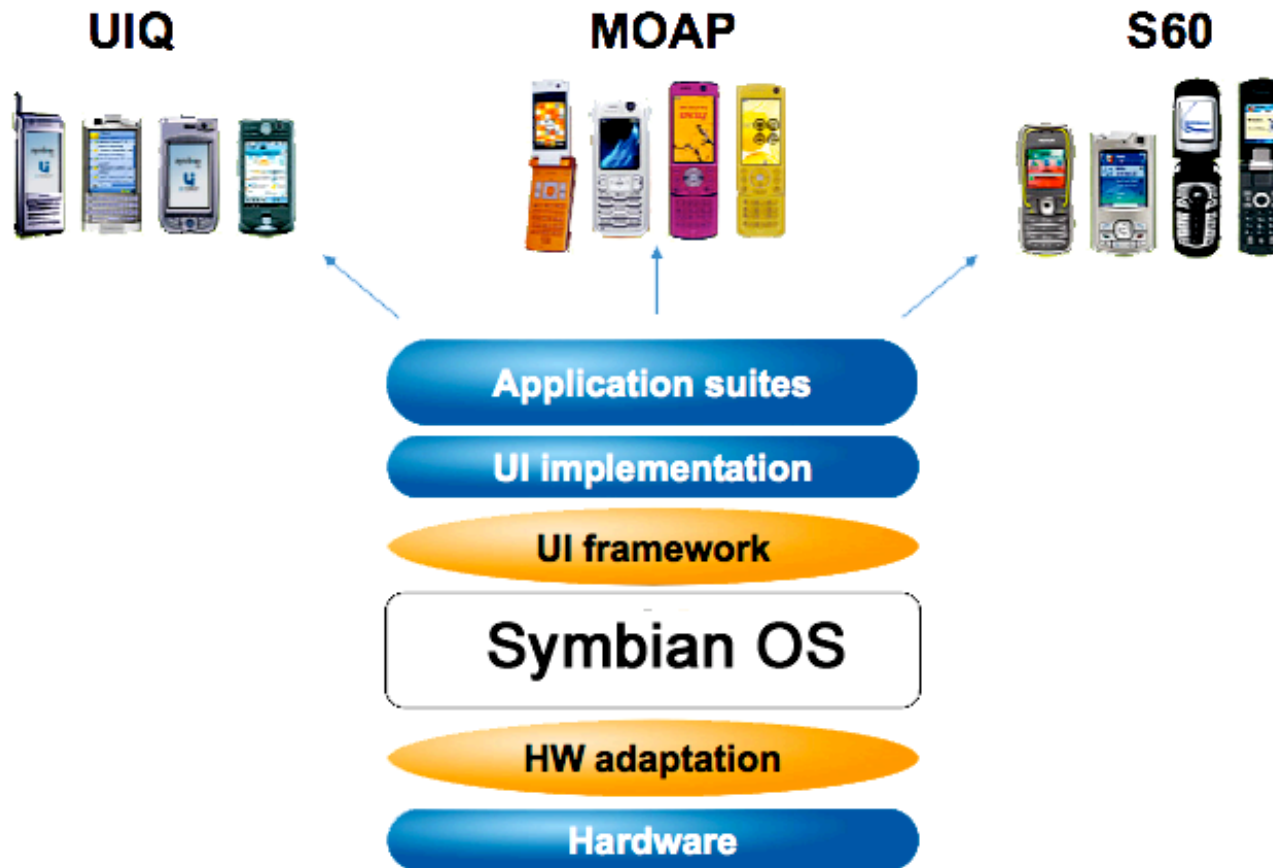 UIQ
MOAP
S60
Application suites
UI implementation
UI framework
Symbian OS
HW adaptation
Hardware